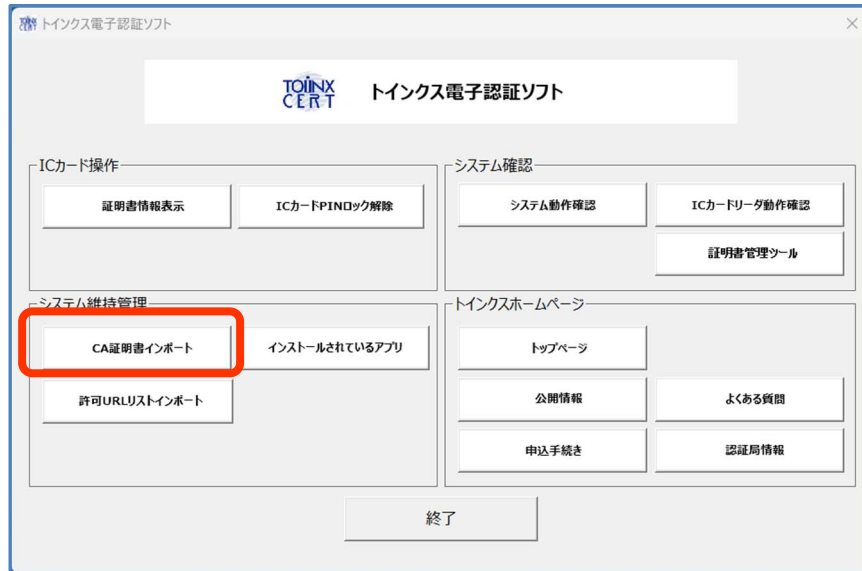 トインクス電子認証ソフト
TOiNX CERT トインクス電子認証ソフト
ICカード操作
証明書情報表示
ICカードPINロック解除
システム確認
システム動作確認
ICカードリーダ動作確認
証明書管理ツール
システム維持管理
CA証明書インポート
インストールされているアプリ
許可URLリストインポート
トインクスホームページ
トップページ
公開情報
よくある質問
申込手続き
認証局情報
終了